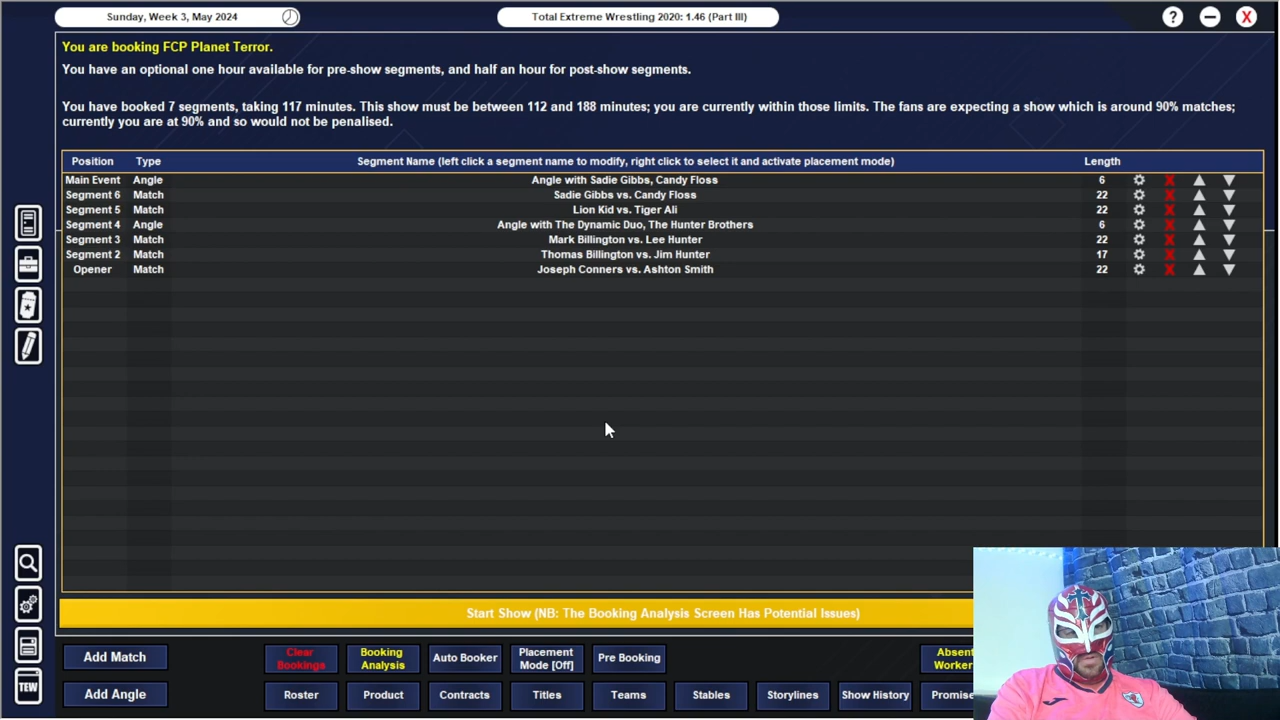 Sunday, Week 3, May 2024
Total Extreme Wrestling 2020: 1.46 (Part III)
? X
You are booking FCP Planet Terror.
You have an optional one hour available for pre-show segments, and half an hour for post-show segments.
You have booked 7 segments, taking 117 minutes. This show must be between 112 and 188 minutes; you are currently within those limits. The fans are expecting a show which is around 90% matches;
currently you are at 90% and so would not be penalised.
Position Type Segment Name (left click a segment name to modify, right click to select it and activate placement mode) Length
Main Event Angle Angle with Sadie Gibbs, Candy Floss 6 X
Segment 6 Match Sadie Gibbs vs. Candy Floss 22 X
Segment 5 Match Lion Kid vs. Tiger Ali 22 X
Segment 4 Angle Angle with The Dynamic Duo, The Hunter Brothers 6 X
Segment 3 Match Mark Billington vs. Lee Hunter 22 X
Segment 2 Match Thomas Billington vs. Jim Hunter 17 X
Opener Match Joseph Conners vs. Ashton Smith 22 X
Start Show (NB: The Booking Analysis Screen Has Potential Issues)
Add Match
Clear
Bookings
Booking
Analysis
Auto Booker
Placement
Mode [Off]
Pre Booking
Absent
Worker
TEW
Add Angle
Roster
Product
Contracts
Titles
Teams
Stables
Storylines
Show History
Promise